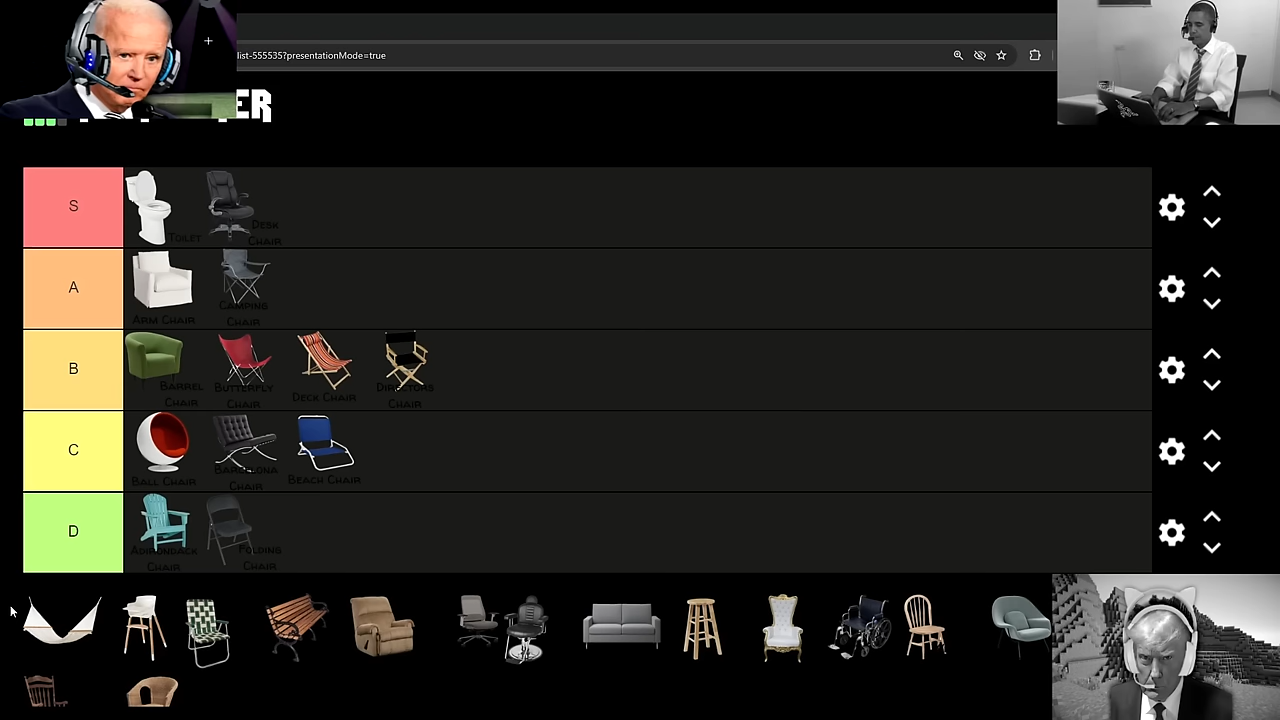 list-555535?presentationMode=true
ER
S
TOILET
DESK
CHAIR
A
ARM CHAIR
CAMPING
CHAIR
B
BARREL
CHAIR
BUTTERFLY
CHAIR
DECK CHAIR
DIRECTORS
CHAIR
C
BALL CHAIR
BARCELONA
CHAIR
BEACH CHAIR
D
ADIRONDACK
CHAIR
FOLDING
CHAIR